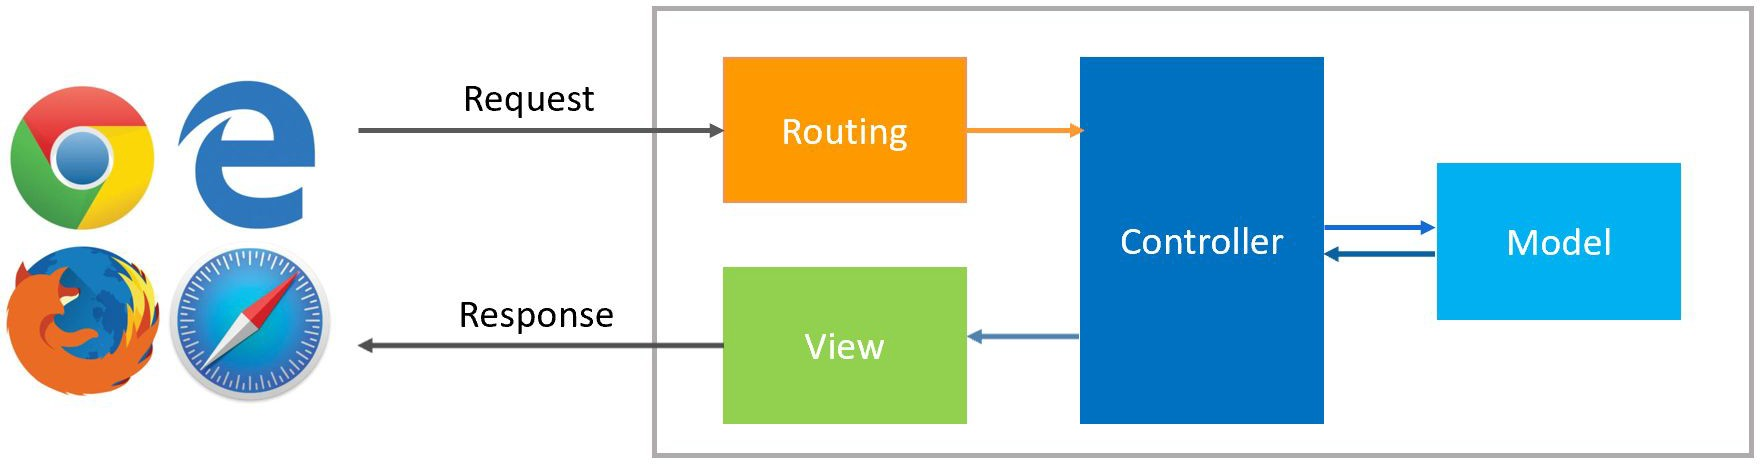 Request
Routing
Controller
Model
Response
View